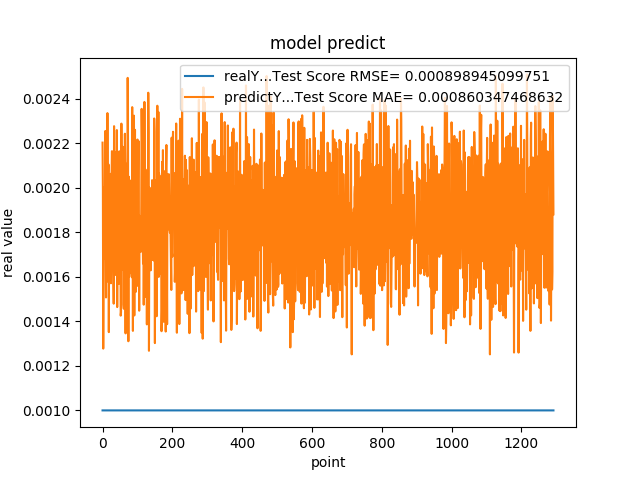 model predict
realY...Test Score RMSE= 0.000898945099751
predictY...Test Score MAE= 0.000860347468632
0.0024
0.0022
0.0020
0.0018
0.0016
0.0014
0.0012
0.0010
real value
0 200 400 600 800 1000 1200
point